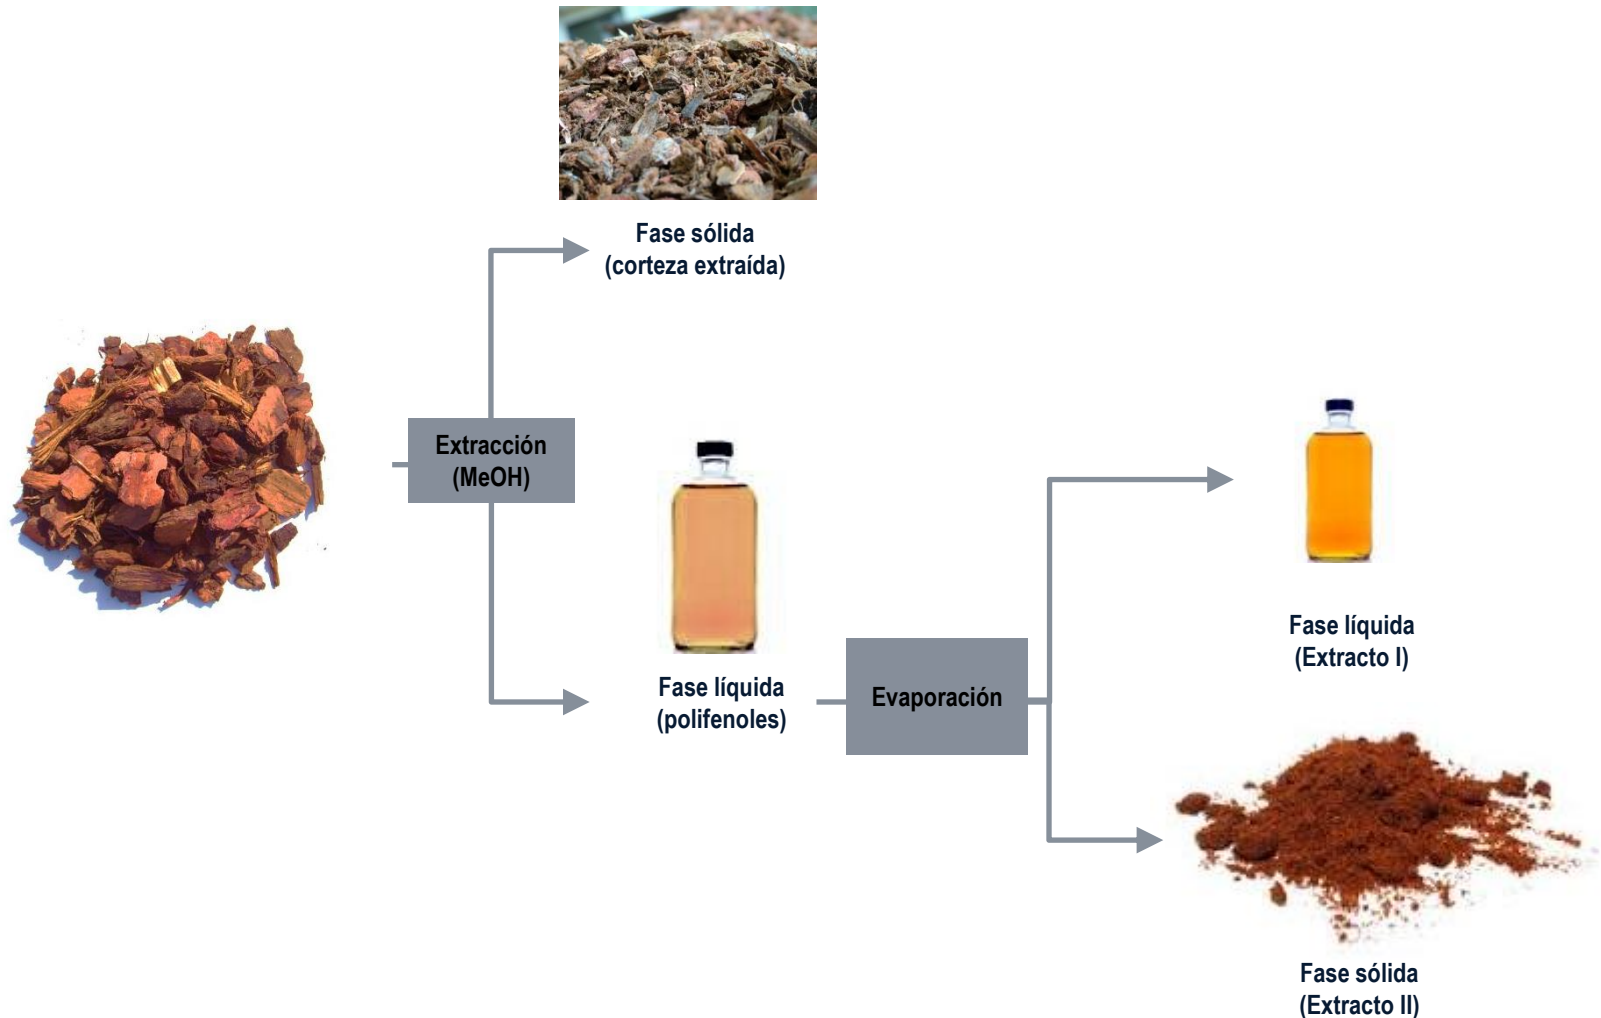 Fase sólida
(corteza extraída)
Extracción
(MeOH)
Fase líquida
(polifenoles)
Evaporación
Fase líquida
(Extracto I)
Fase sólida
(Extracto II)